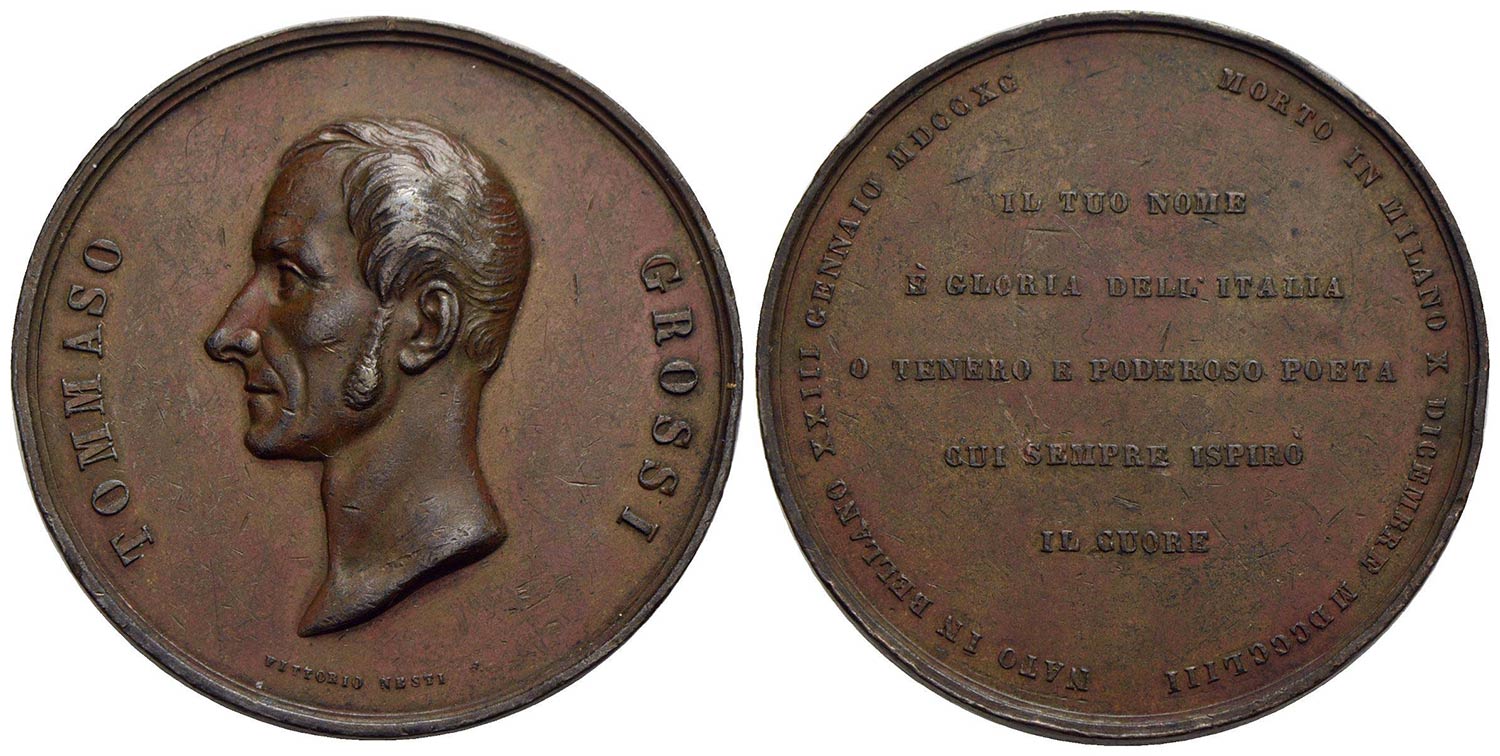 TOMMASO
GROSSI
VITTORIO NESTI
NATO IN BELLANO XXIII GENNAIO MDCCXC
MORTO IN MILANO X DICEMBRE MDCCCLIII
IL TUO NOME
É GLORIA DELL'ITALIA
O TENERO E PODEROSO POETA
CUI SEMPRE ISPIRÒ
IL CUORE